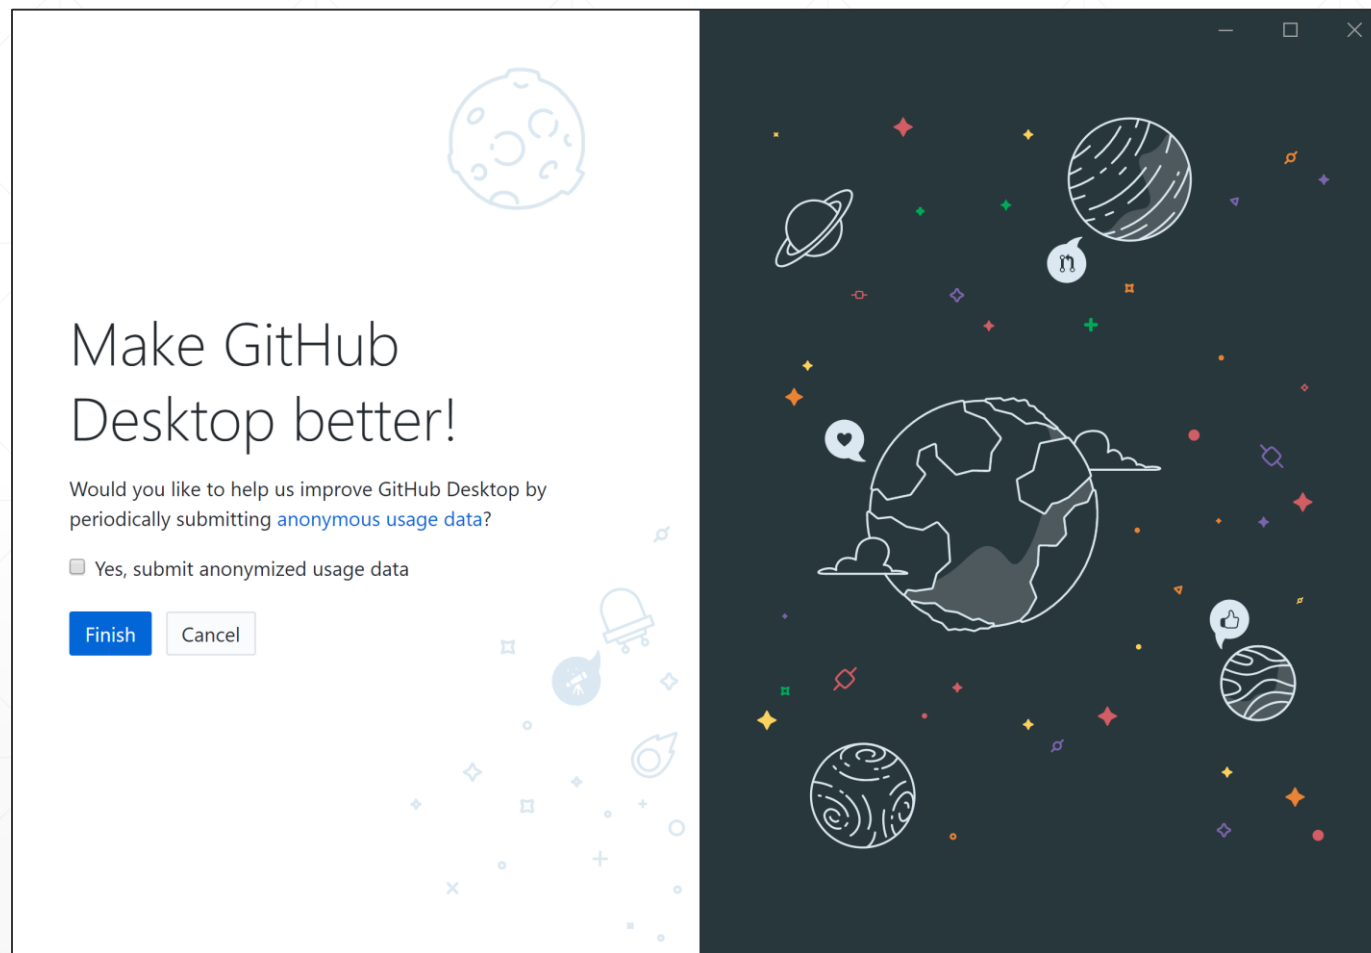 Make GitHub
Desktop better!
Would you like to help us improve GitHub Desktop by
periodically submitting anonymous usage data?
Yes, submit anonymized usage data
Finish Cancel